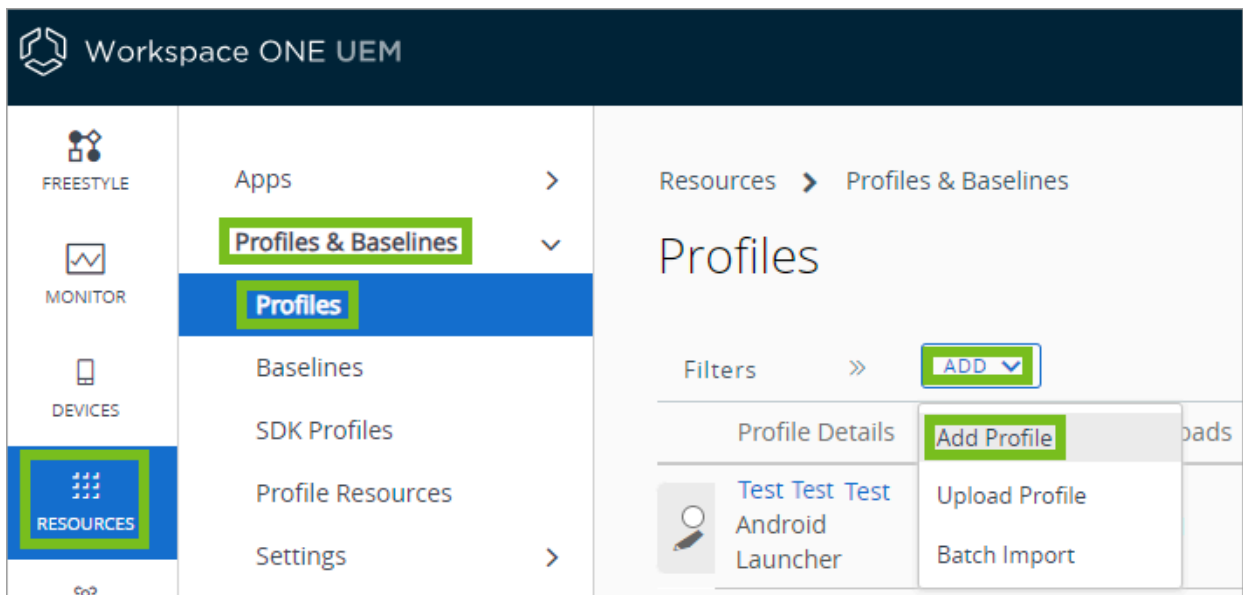 Workspace ONE UEM
FREESTYLE
MONITOR
DEVICES
RESOURCES
Apps
Profiles & Baselines
Profiles
Baselines
SDK Profiles
Profile Resources
Settings
Resources > Profiles & Baselines
Profiles
Filters » ADD
Profile Details
Add Profile
Upload Profile
Batch Import
Test Test Test
Android
Launcher